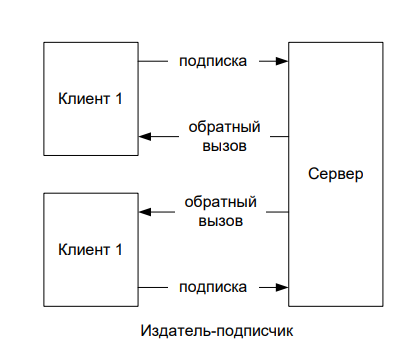 подписка
Клиент 1
обратный
вызов
Сервер
обратный
вызов
Клиент 1
подписка
Издатель-подписчик